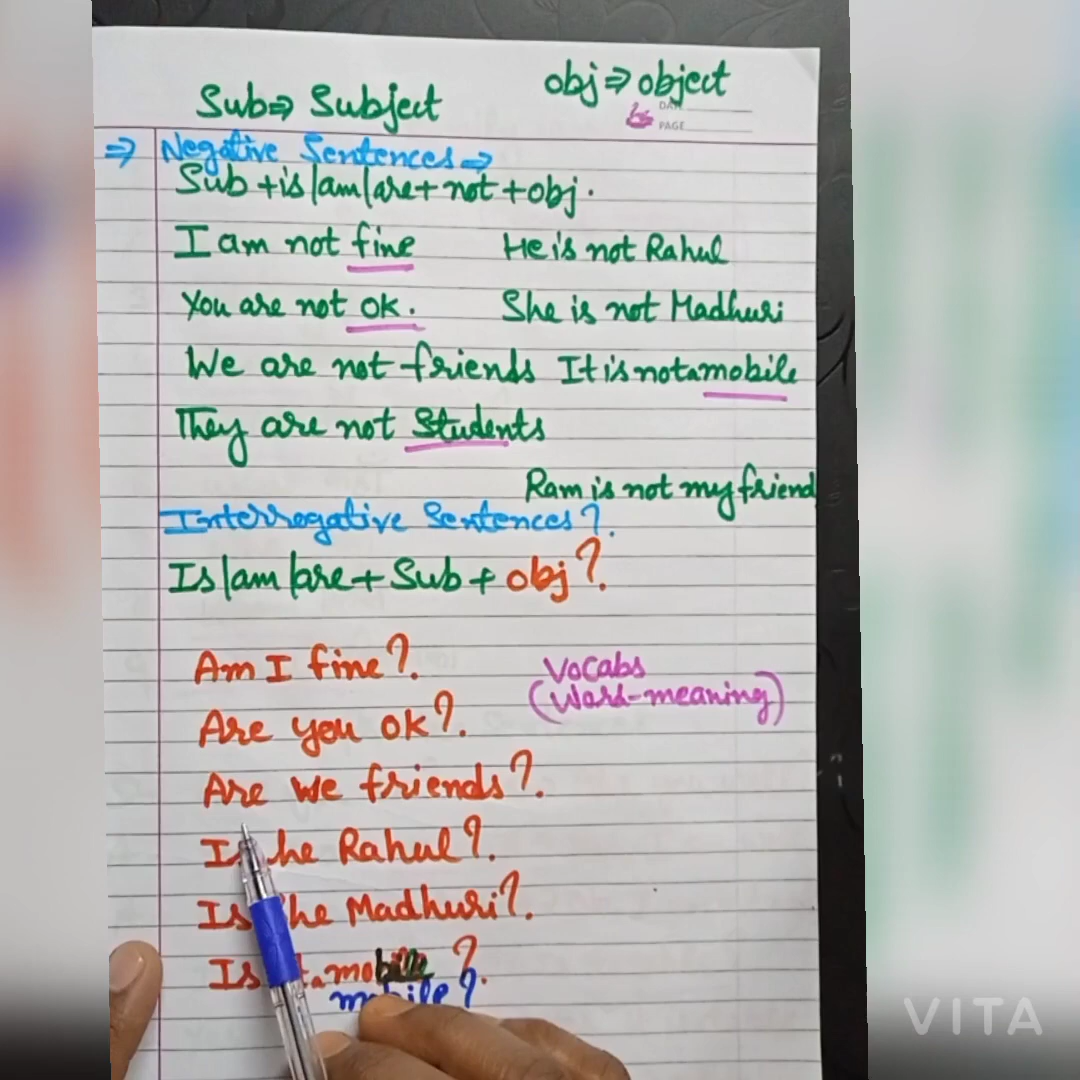 Sub⇒ Subject
obj⇒object
DATE
PAGE
⇒ Negative Sentences⇒
Sub+is/am/are+not+obj.
I am not fine
He is not Rahul
You are not ok.
She is not Madhuri
We are not friends
It is not a mobile
They are not Students
Ram is not my friend
Interrogative Sentences?
Is/am/are+Sub+obj?
Am I fine?
Vocabs
(Word-meaning)
Are you ok?
Are we friends?
Is he Rahul?
Is she Madhuri?
Is a mobile ?
mobile?
VITA